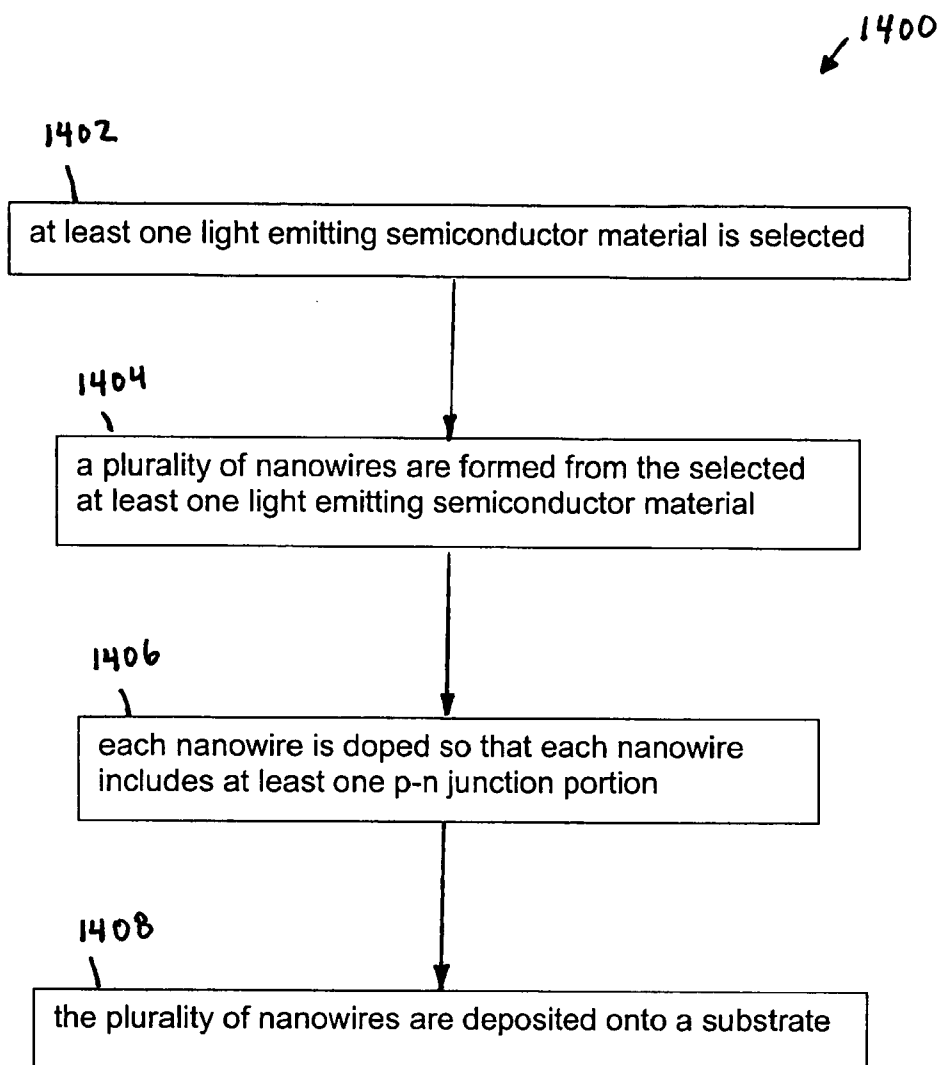 1400
1402
at least one light emitting semiconductor material is selected
1404
a plurality of nanowires are formed from the selected
at least one light emitting semiconductor material
1406
each nanowire is doped so that each nanowire
includes at least one p-n junction portion
1408
the plurality of nanowires are deposited onto a substrate